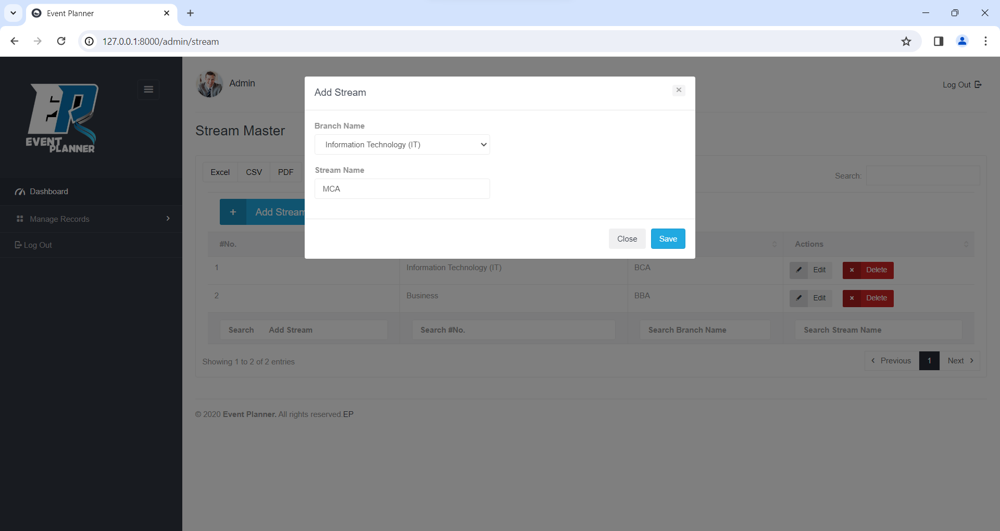 Event Planner
127.0.0.1:8000/admin/stream
EVENT
PLANNER
Admin
Log Out
Add Stream
Stream Master
Branch Name
Information Technology (IT)
Stream Name
MCA
Close
Save
Excel CSV PDF
Search:
Dashboard
Manage Records
Log Out
+ Add Stream
#No. Actions
1 Information Technology (IT) BCA Edit Delete
2 Business BBA Edit Delete
Search Add Stream Search #No. Search Branch Name Search Stream Name
Showing 1 to 2 of 2 entries
Previous 1 Next
© 2020 Event Planner. All rights reserved.EP